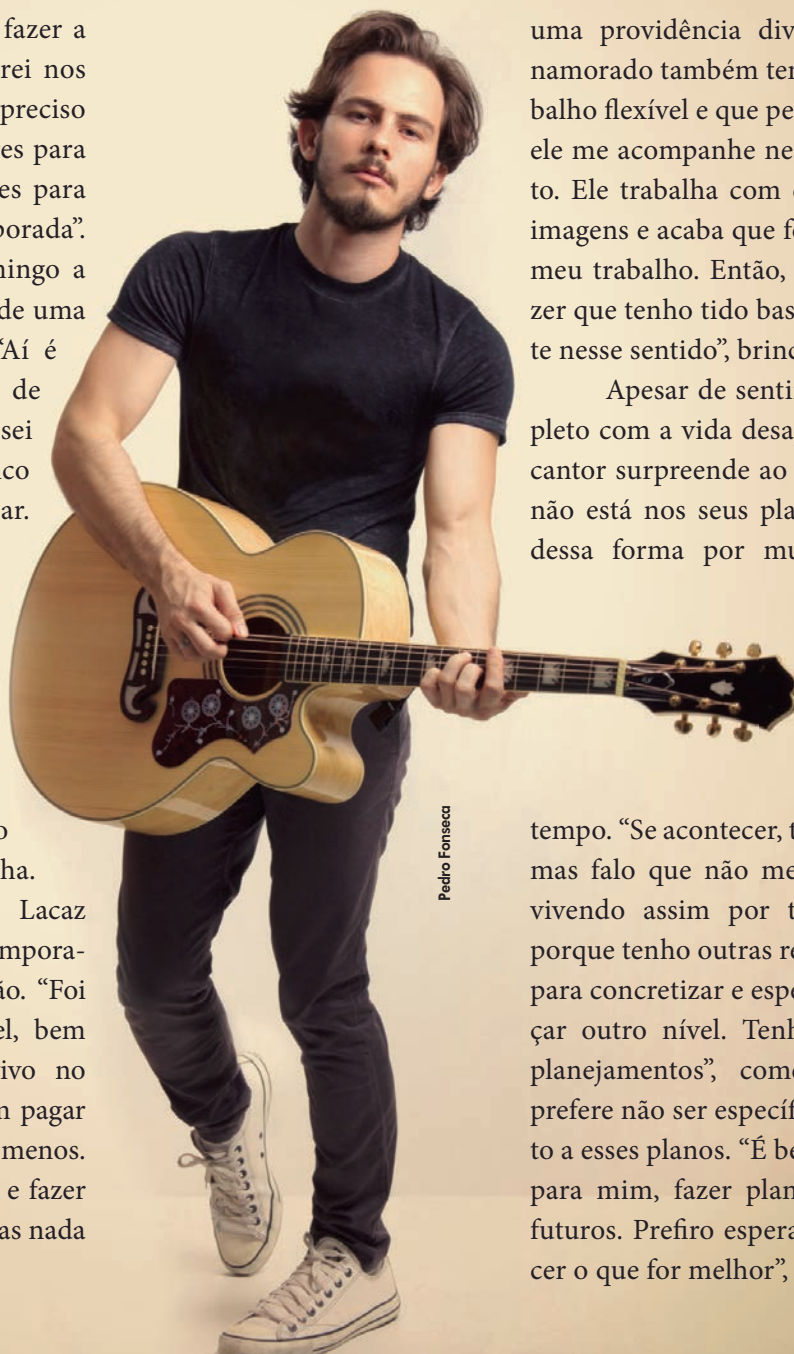 fazer a
rei nos
preciso
es para
es para
porada”.
ningo a
de uma
“Aí é
de
sei
co
ar.
o
ha.
Lacaz
mpora-
ão. “Foi
el, bem
ivo no
m pagar
menos.
e fazer
as nada
Pedro Fonseca
uma providência div
namorado também ter
balho flexível e que pe
ele me acompanhe ne
to. Ele trabalha com
imagens e acaba que fo
meu trabalho. Então,
zer que tenho tido bas
te nesse sentido”, brinc
Apesar de senti
pleto com a vida desa
cantor surpreende ao
não está nos seus pla
dessa forma por mu
tempo. “Se acontecer, t
mas falo que não me
vivendo assim por t
porque tenho outras re
para concretizar e espe
çar outro nível. Tenh
planejamentos”, come
prefere não ser específ
to a esses planos. “É be
para mim, fazer plan
futuros. Prefiro espera
cer o que for melhor”,